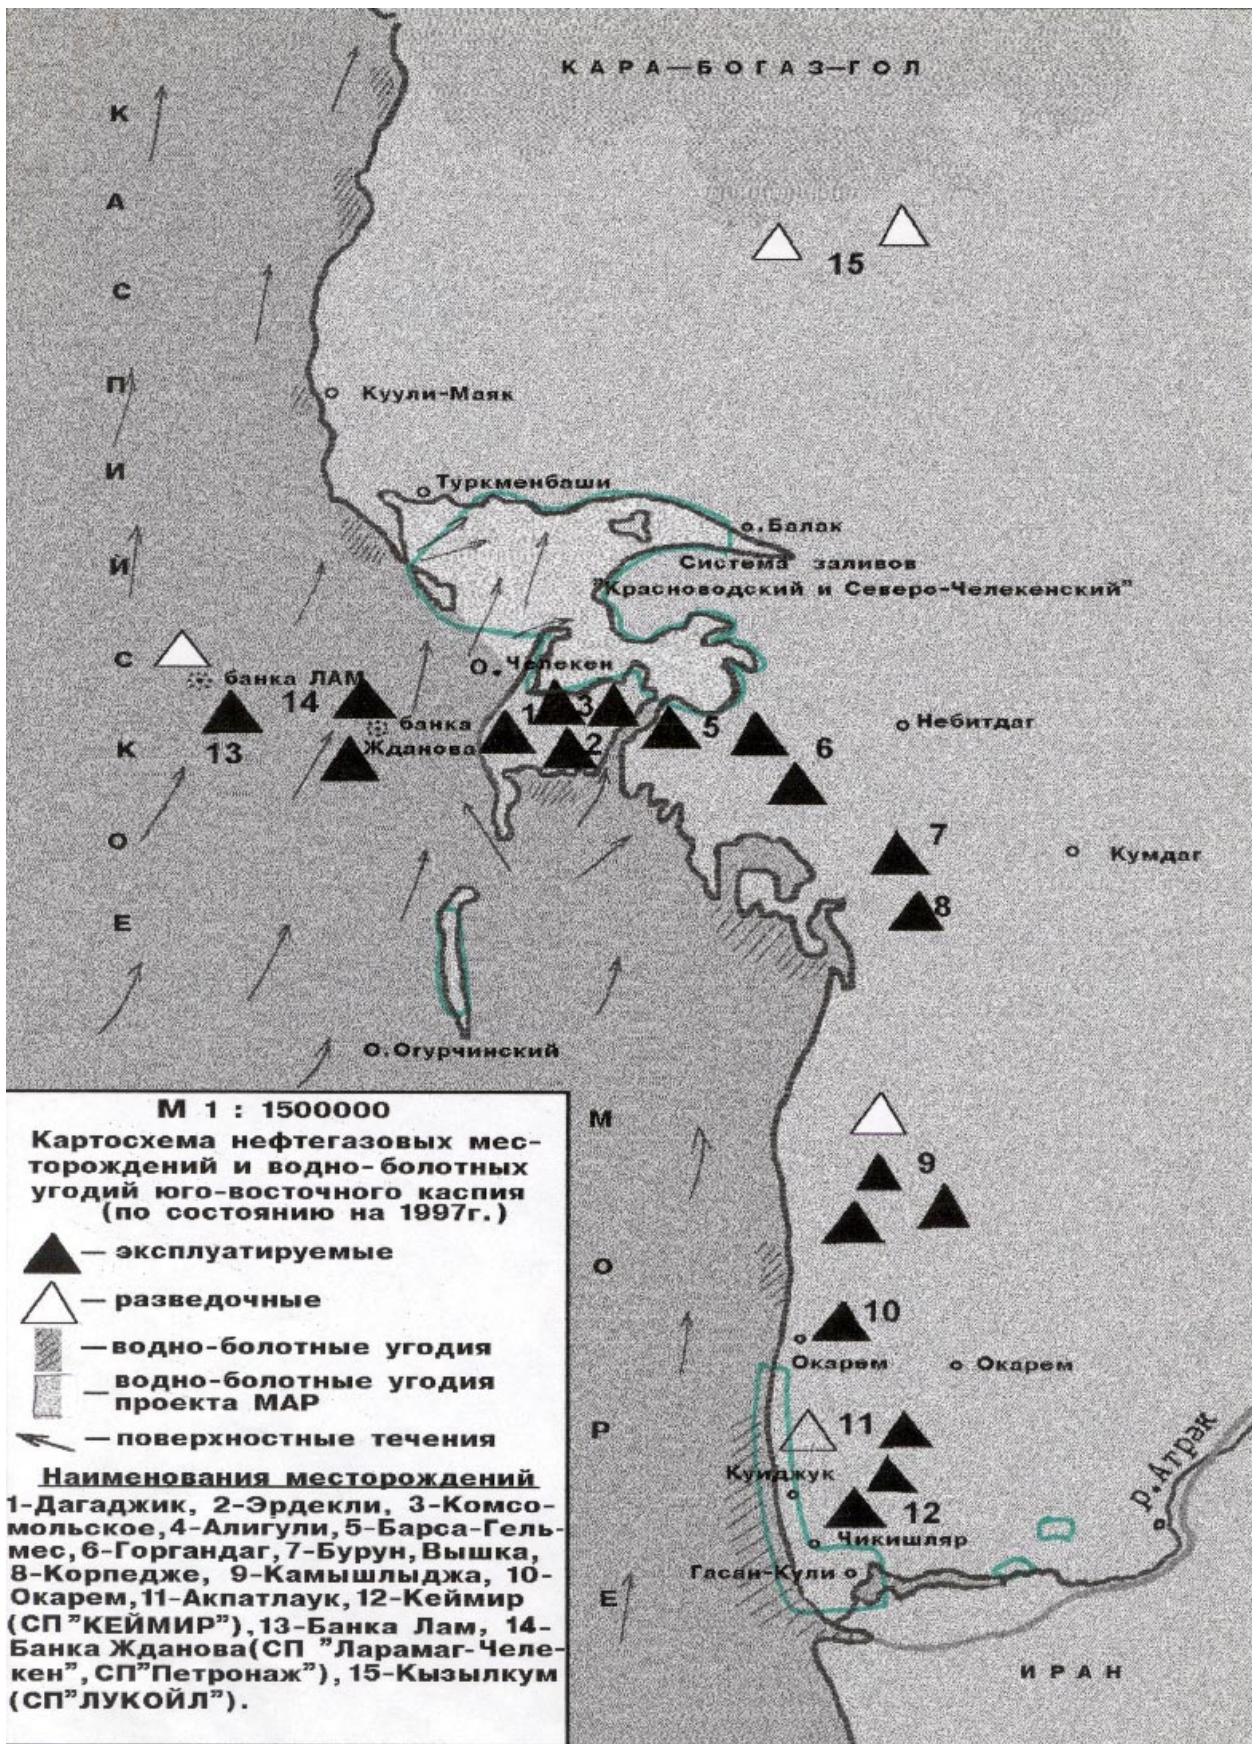 КАРА—БОГАЗ—ГОЛ
КАСПИЙСКОЕ
15
Куули-Маяк
Туркменбаши
о.Балак
Система заливов
"Красноводский и Северо-Челекенский"
О.Челекен
банка ЛАМ
14
13
банка
Жданова
1
3
2
5
6
Небитдаг
7
Кумдаг
8
О.Огурчинский
МОРЕ
9
10
Окарем
Окарем
11
Куиджук
12
Чикишляр
Гасан-Кули
р.Атрак
ИРАН
М 1 : 1500000
Картосхема нефтегазовых мес-
торождений и водно-болотных
угодий юго-восточного каспия
(по состоянию на 1997г.)
— эксплуатируемые
— разведочные
—водно-болотные угодия
—водно-болотные угодия
проекта МАР
—поверхностные течения
Наименования месторождений
1-Дагаджик, 2-Эрдекли, 3-Комсо-
мольское,4-Алигули,5-Барса-Гель-
мес,6-Горгандаг,7-Бурун,Вышка,
8-Корпедже, 9-Камышлыджа, 10-
Окарем,11-Акпатлаук,12-Кеймир
(СП"КЕЙМИР"),13-Банка Лам, 14-
Банка Жданова(СП "Ларамаг-Челе-
кен",СП"Петронаж"),15-Кызылкум
(СП"ЛУКОЙЛ").